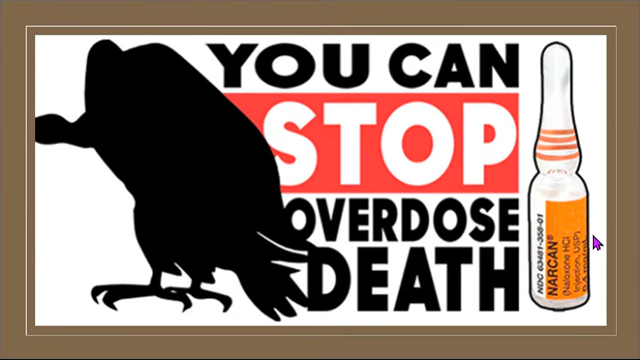 YOU CAN
STOP
OVERDOSE
DEATH
NDC 63481-358-01
NARCAN®
(Naloxone HCl
Injection, USP)